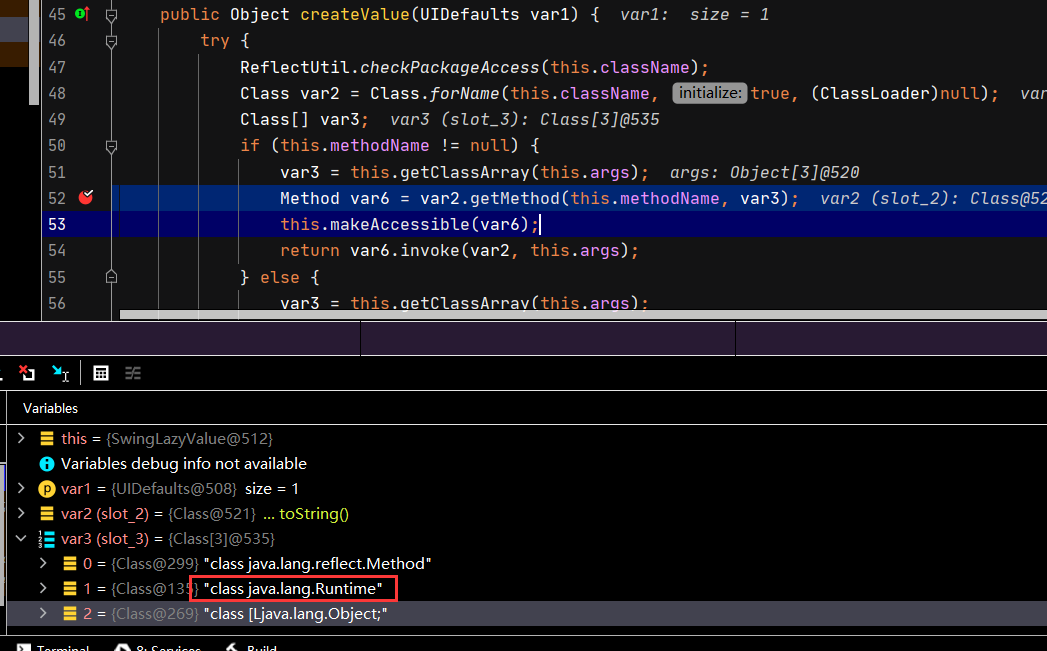 45 public Object createValue(UIDefaults var1) { var1: size = 1
46 try {
47 ReflectUtil.checkPackageAccess(this.className);
48 Class var2 = Class.forName(this.className, initialize: true, (ClassLoader)null); var
49 Class[] var3; var3 (slot_3): Class[3]@535
50 if (this.methodName != null) {
51 var3 = this.getClassArray(this.args); args: Object[3]@520
52 Method var6 = var2.getMethod(this.methodName, var3); var2 (slot_2): Class@52
53 this.makeAccessible(var6);
54 return var6.invoke(var2, this.args);
55 } else {
56 var3 = this.getClassArray(this.args);
Variables
this = {SwingLazyValue@512}
Variables debug info not available
p var1 = {UIDefaults@508} size = 1
var2 (slot_2) = {Class@521} ... toString()
var3 (slot_3) = {Class[3]@535}
0 = {Class@299} "class java.lang.reflect.Method"
1 = {Class@135} "class java.lang.Runtime"
2 = {Class@269} "class [Ljava.lang.Object;"
Terminal 8: Services Build